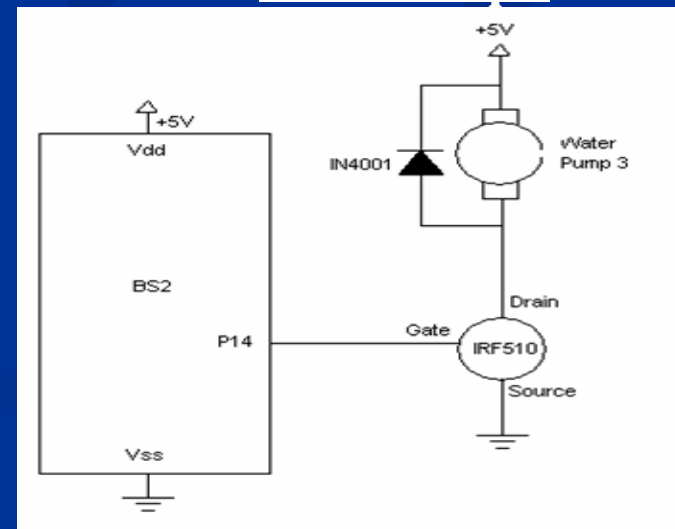 +5V
+5V
Vdd
IN4001
Water
Pump 3
BS2
Drain
P14
Gate
IRF510
Source
Vss